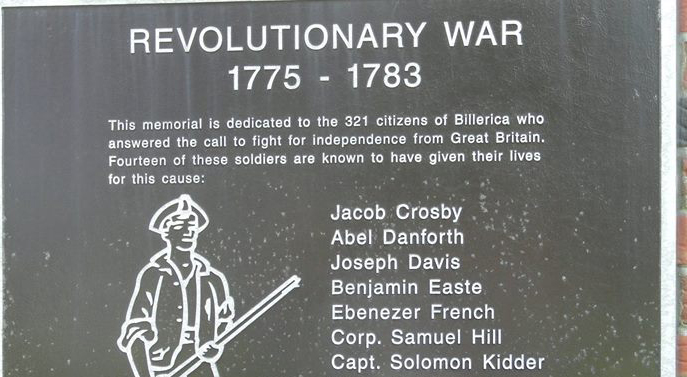 REVOLUTIONARY WAR
1775 - 1783
This memorial is dedicated to the 321 citizens of Billerica who
answered the call to fight for independence from Great Britain.
Fourteen of these soldiers are known to have given their lives
for this cause:
Jacob Crosby
Abel Danforth
Joseph Davis
Benjamin Easte
Ebenezer French
Corp. Samuel Hill
Capt. Solomon Kidder